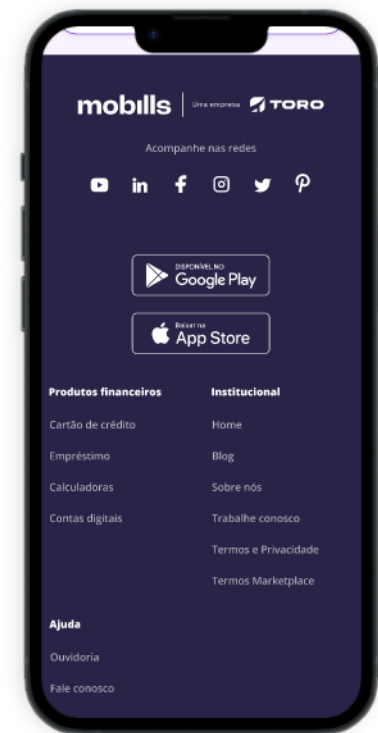 mobills
Uma empresa TORO
Acompanhe nas redes
DISPONÍVEL NO
Google Play
Baixar na
App Store
Produtos financeiros
Cartão de crédito
Empréstimo
Calculadoras
Contas digitais
Institucional
Home
Blog
Sobre nós
Trabalhe conosco
Termos e Privacidade
Termos Marketplace
Ajuda
Ouvidoria
Fale conosco